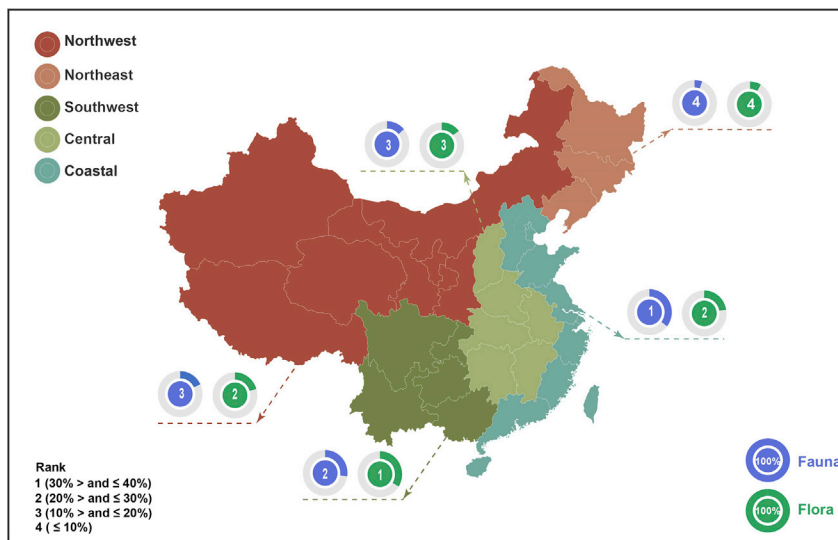 Northwest
Northeast
Southwest
Central
Coastal
4 4
3 3
1 2
3 2
2 1
Rank
1 (30% > and ≤ 40%)
2 (20% > and ≤ 30%)
3 (10% > and ≤ 20%)
4 ( ≤ 10%)
100% Fauna
100% Flora